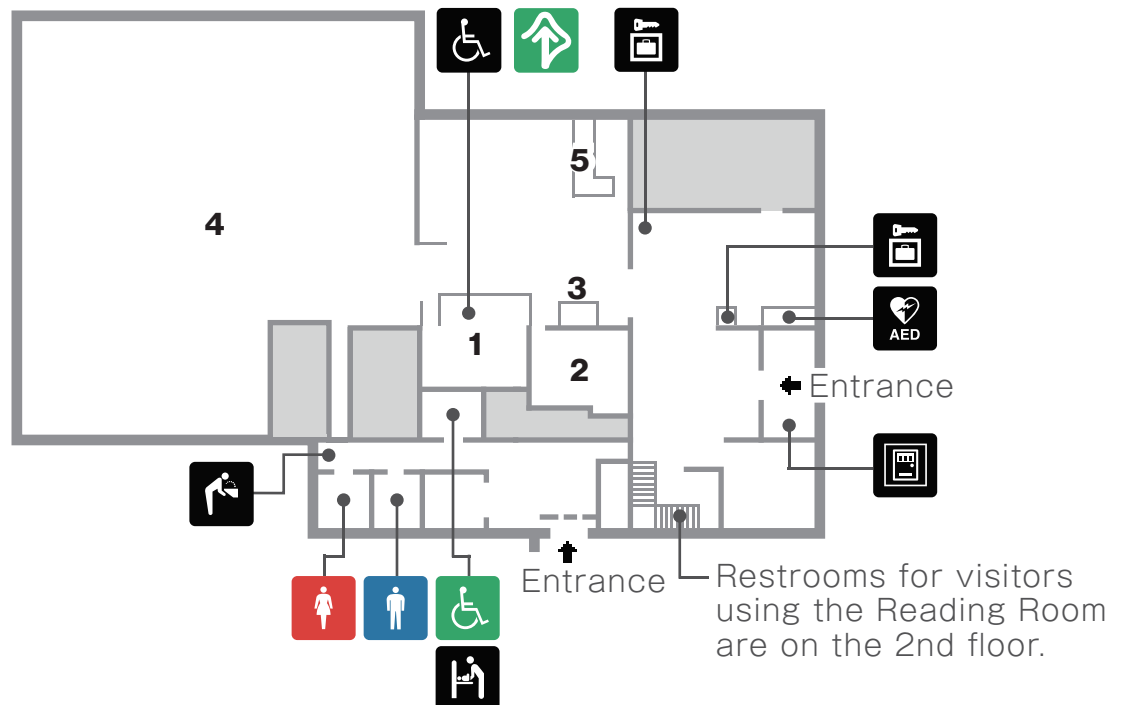 5
4
3
AED
1
2
Entrance
Entrance
Restrooms for visitors
using the Reading Room
are on the 2nd floor.